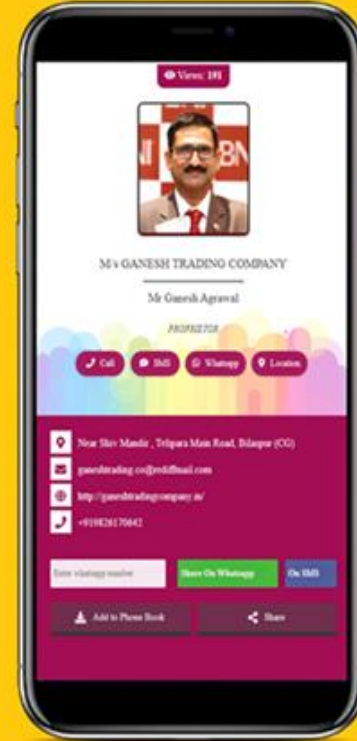 Views: 191
BNI
M/s GANESH TRADING COMPANY
Mr Ganesh Agrawal
PROPRIETOR
Call
SMS
Whatsapp
Location
Near Shiv Mandir , Telipara Main Road, Bilaspur (CG)
ganeshtrading.co@rediffmail.com
http://ganeshtradingcompany.in/
+919826170642
Enter whatsapp number
Share On Whatsapp
On SMS
Add to Phone Book
Share